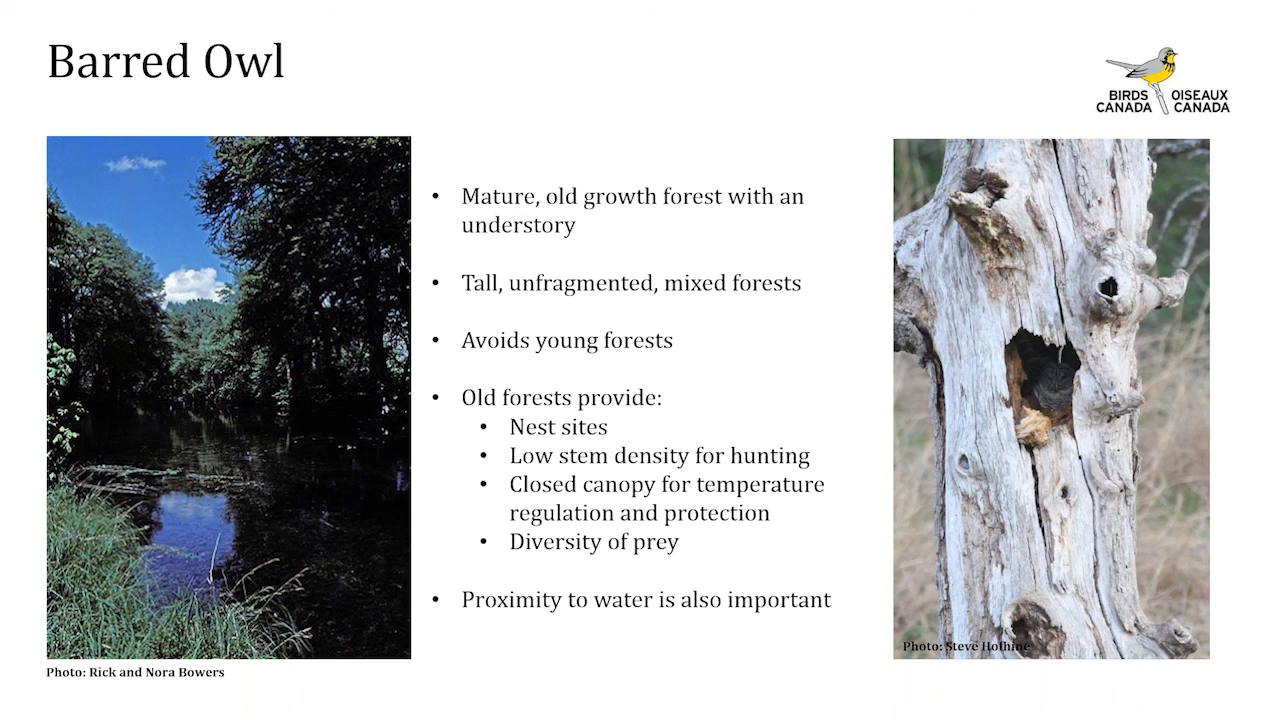 Barred Owl
BIRDS CANADA
OISEAUX CANADA
• Mature, old growth forest with an
understory
• Tall, unfragmented, mixed forests
• Avoids young forests
• Old forests provide:
• Nest sites
• Low stem density for hunting
• Closed canopy for temperature
regulation and protection
• Diversity of prey
• Proximity to water is also important
Photo: Steve Hofhine
Photo: Rick and Nora Bowers